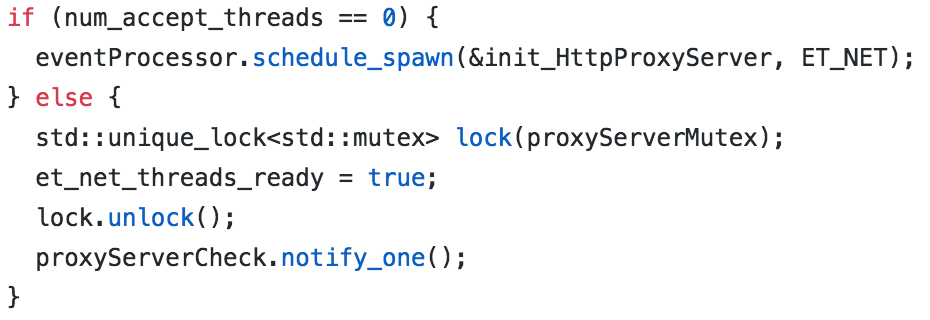 if (num_accept_threads == 0) {
  eventProcessor.schedule_spawn(&init_HttpProxyServer, ET_NET);
} else {
  std::unique_lock<std::mutex> lock(proxyServerMutex);
  et_net_threads_ready = true;
  lock.unlock();
  proxyServerCheck.notify_one();
}